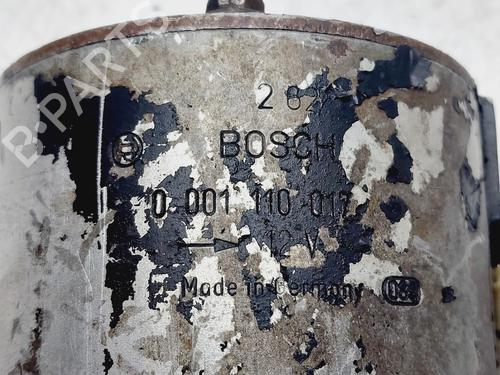 B-PARTS
BOSCH
0 001 110 017
12 V
Made in Germany